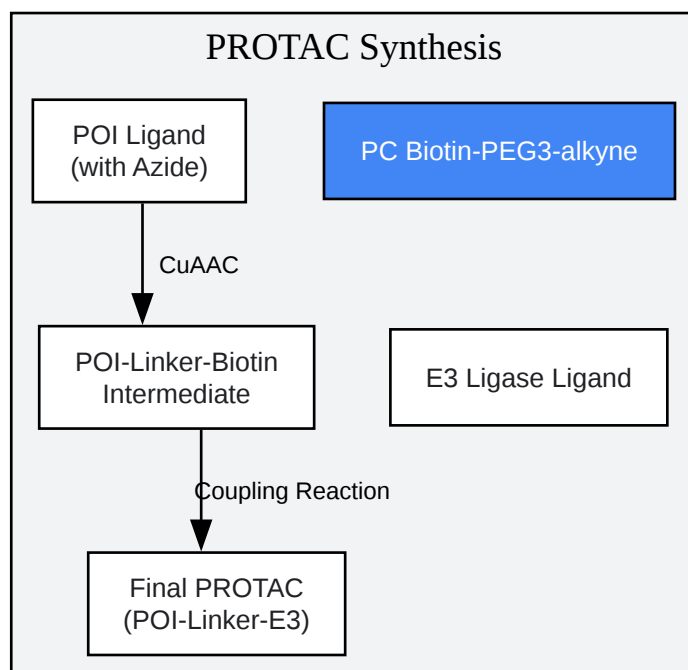 PROTAC Synthesis
POI Ligand
(with Azide)
PC Biotin-PEG3-alkyne
CuAAC
POI-Linker-Biotin
Intermediate
E3 Ligase Ligand
Coupling Reaction
Final PROTAC
(POI-Linker-E3)